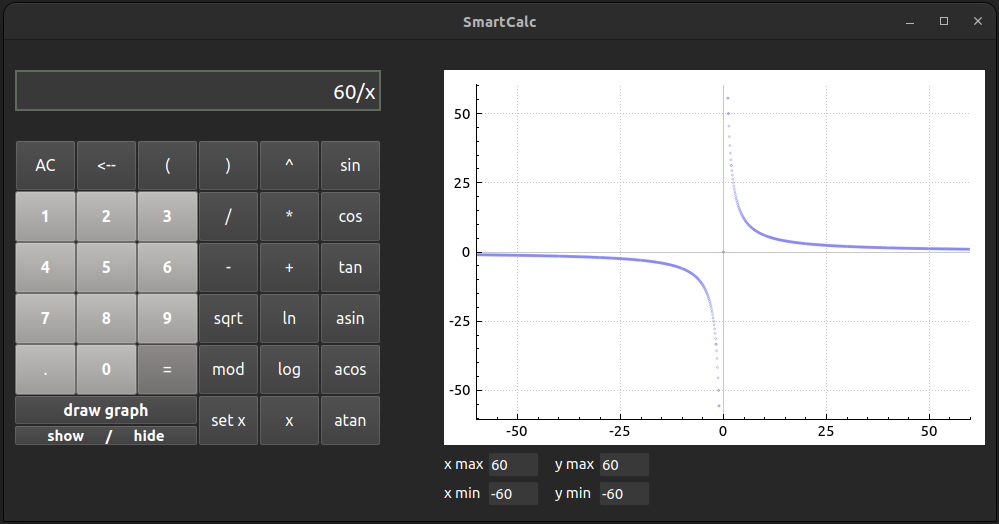 SmartCalc
60/x
AC <-- ( ) ^ sin
1 2 3 / * cos
4 5 6 - + tan
7 8 9 sqrt ln asin
. 0 = mod log acos
draw graph
show / hide
set x x atan
50
25
0
-25
-50
-50 -25 0 25 50
x max 60 y max 60
x min -60 y min -60